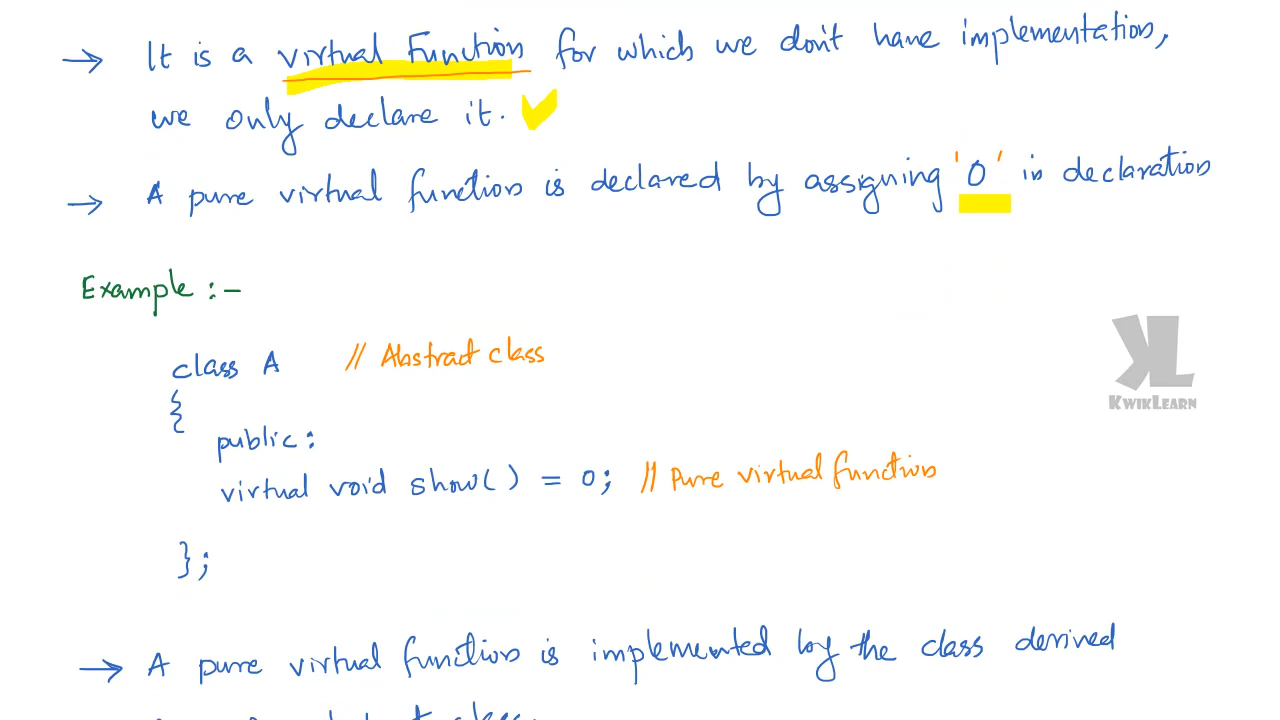 → It is a virtual Function for which we don't have implementation,
we only declare it.
→ A pure virtual function is declared by assigning '0' in declaration
Example :-
class A // Abstract class
{
public:
virtual void show() = 0; // Pure virtual function
};
KWIKLEARN
→ A pure virtual function is implemented by the class derived
class.